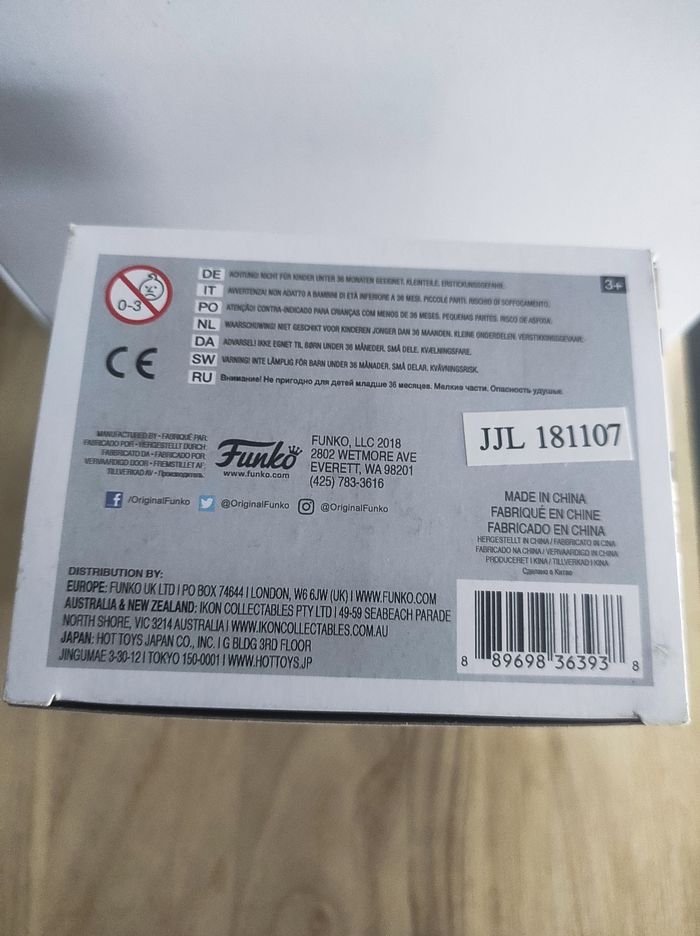 0-3
DE ACHTUNG! NICHT FÜR KINDER UNTER 36 MONATEN GEEIGNET. KLEINTEILE. ERSTICKUNGSGEFAHR.
IT AVVERTENZA! NON ADATTO A BAMBINI DI ETÀ INFERIORE A 36 MESI. PICCOLE PARTI. RISCHIO DI SOFFOCAMENTO.
PO ATENÇÃO! CONTRA-INDICADO PARA CRIANÇAS COM MENOS DE 36 MESES. PEQUENAS PARTES. RISCO DE ASFIXIA.
NL WAARSCHUWING! NIET GESCHIKT VOOR KINDEREN JONGER DAN 36 MAANDEN. KLEINE ONDERDELEN. VERSTIKKINGSGEVAAR.
DA ADVARSEL! IKKE EGNET TIL BØRN UNDER 36 MÅNEDER. SMÅ DELE. KVÆLNINGSFARE.
SW VARNING! INTE LÄMPLIG FÖR BARN UNDER 36 MÅNADER. SMÅ DELAR. KVÄVNINGSRISK.
RU Внимание! Не пригодно для детей младше 36 месяцев. Мелкие части. Опасность удушья.
3+
CE
MANUFACTURED BY • FABRIQUÉ PAR
FABRICADO POR • HERGESTELLT DURCH
FABBRICATO DA • FABRICADO POR
VERVAARDIGD DOOR • FREMSTILLET AF
TILLVERKAD AV • Производитель
Funko
www.funko.com
FUNKO, LLC 2018
2802 WETMORE AVE
EVERETT, WA 98201
(425) 783-3616
JJL 181107
/OriginalFunko @OriginalFunko @OriginalFunko
MADE IN CHINA
FABRIQUÉ EN CHINE
FABRICADO EN CHINA
HERGESTELLT IN CHINA / FABBRICATO IN CINA
FABRICADO NA CHINA / VERVAARDIGD IN CHINA
PRODUCERET I KINA / TILLVERKAD I KINA
Сделано в Китае
DISTRIBUTION BY:
EUROPE: FUNKO UK LTD | PO BOX 74644 | LONDON, W6 6JW (UK) | WWW.FUNKO.COM
AUSTRALIA & NEW ZEALAND: IKON COLLECTABLES PTY LTD | 49-59 SEABEACH PARADE
NORTH SHORE, VIC 3214 AUSTRALIA | WWW.IKONCOLLECTABLES.COM.AU
JAPAN: HOT TOYS JAPAN CO., INC. | G BLDG 3RD FLOOR
JINGUMAE 3-30-12 | TOKYO 150-0001 | WWW.HOTTOYS.JP
8 89698 36393 8